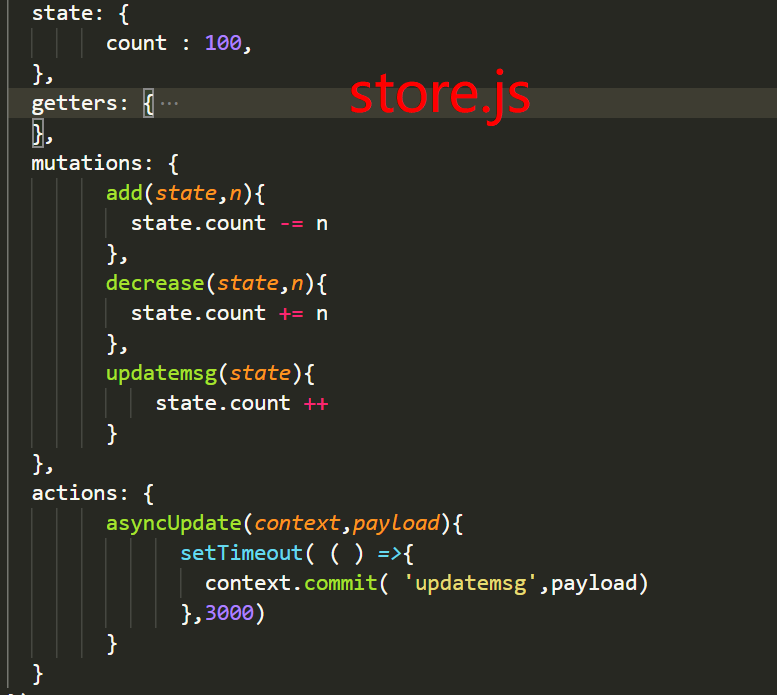 state: {
count : 100,
},
getters: { ···
store.js
},
mutations: {
add(state,n){
state.count -= n
},
decrease(state,n){
state.count += n
},
updatemsg(state){
state.count ++
}
},
actions: {
asyncUpdate(context,payload){
setTimeout( ( ) =>{
context.commit( 'updatemsg',payload)
},3000)
}
}